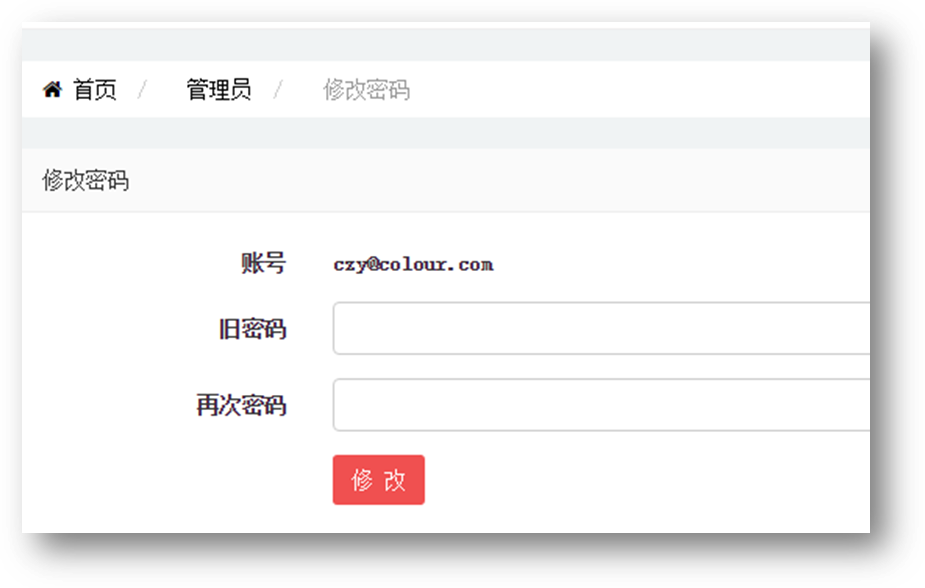 首页 / 管理员 / 修改密码
修改密码
账号 czy@colour.com
旧密码
再次密码
修 改